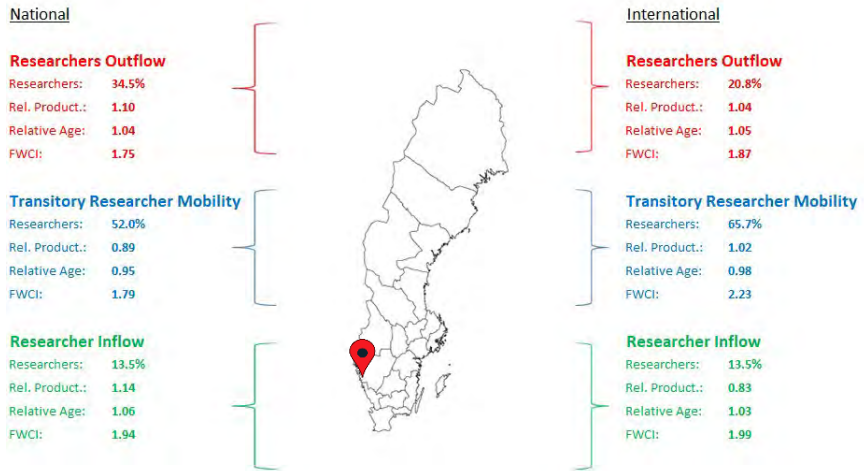 National
Researchers Outflow
Researchers: 34.5%
Rel. Product.: 1.10
Relative Age: 1.04
FWCI: 1.75
Transitory Researcher Mobility
Researchers: 52.0%
Rel. Product.: 0.89
Relative Age: 0.95
FWCI: 1.79
Researcher Inflow
Researchers: 13.5%
Rel. Product.: 1.14
Relative Age: 1.06
FWCI: 1.94
International
Researchers Outflow
Researchers: 20.8%
Rel. Product.: 1.04
Relative Age: 1.05
FWCI: 1.87
Transitory Researcher Mobility
Researchers: 65.7%
Rel. Product.: 1.02
Relative Age: 0.98
FWCI: 2.23
Researcher Inflow
Researchers: 13.5%
Rel. Product.: 0.83
Relative Age: 1.03
FWCI: 1.99